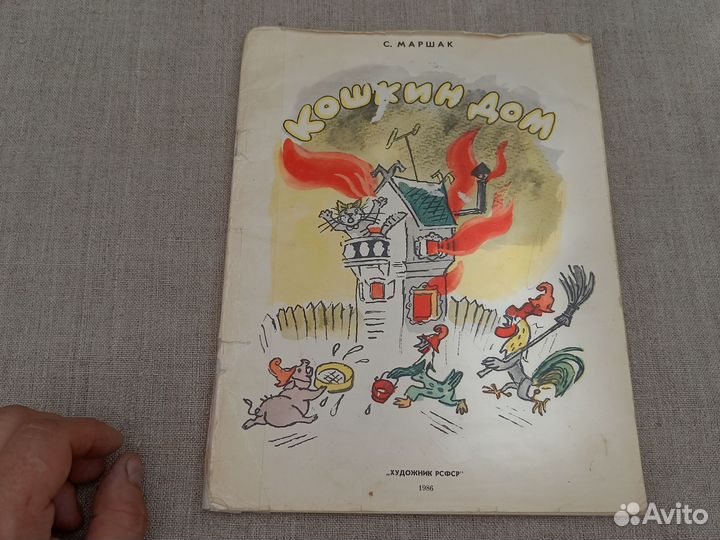 С. МАРШАК
КОШКИН ДОМ
„ХУДОЖНИК РСФСР"
1986
Avito